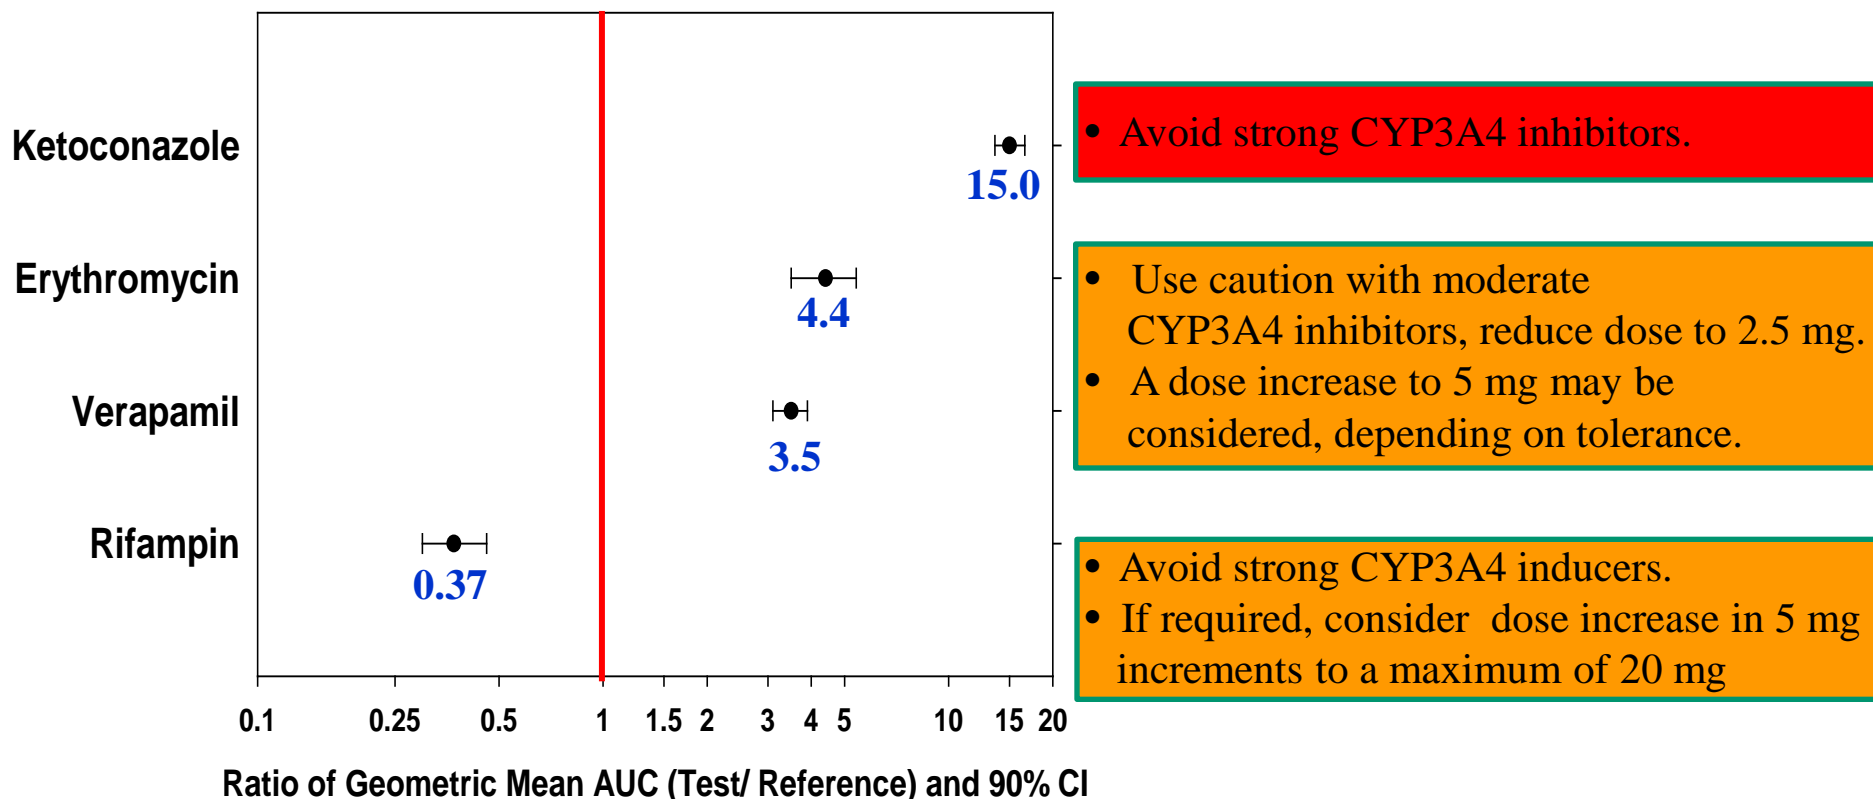 Ketoconazole
15.0
• Avoid strong CYP3A4 inhibitors.
Erythromycin
4.4
• Use caution with moderate
CYP3A4 inhibitors, reduce dose to 2.5 mg.
• A dose increase to 5 mg may be
considered, depending on tolerance.
Verapamil
3.5
Rifampin
0.37
• Avoid strong CYP3A4 inducers.
• If required, consider dose increase in 5 mg
increments to a maximum of 20 mg
0.1 0.25 0.5 1 1.5 2 3 4 5 10 15 20
Ratio of Geometric Mean AUC (Test/ Reference) and 90% CI